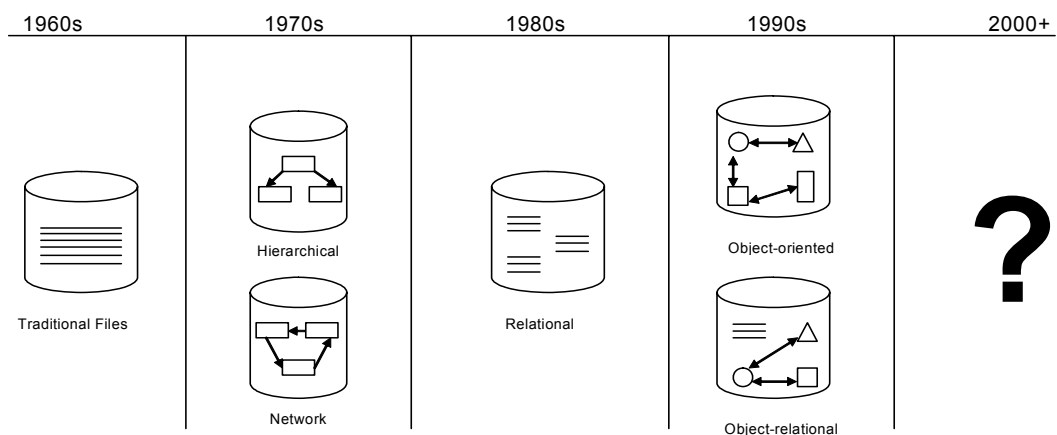 1960s 1970s 1980s 1990s 2000+
Traditional Files
Hierarchical
Network
Relational
Object-oriented
Object-relational
?